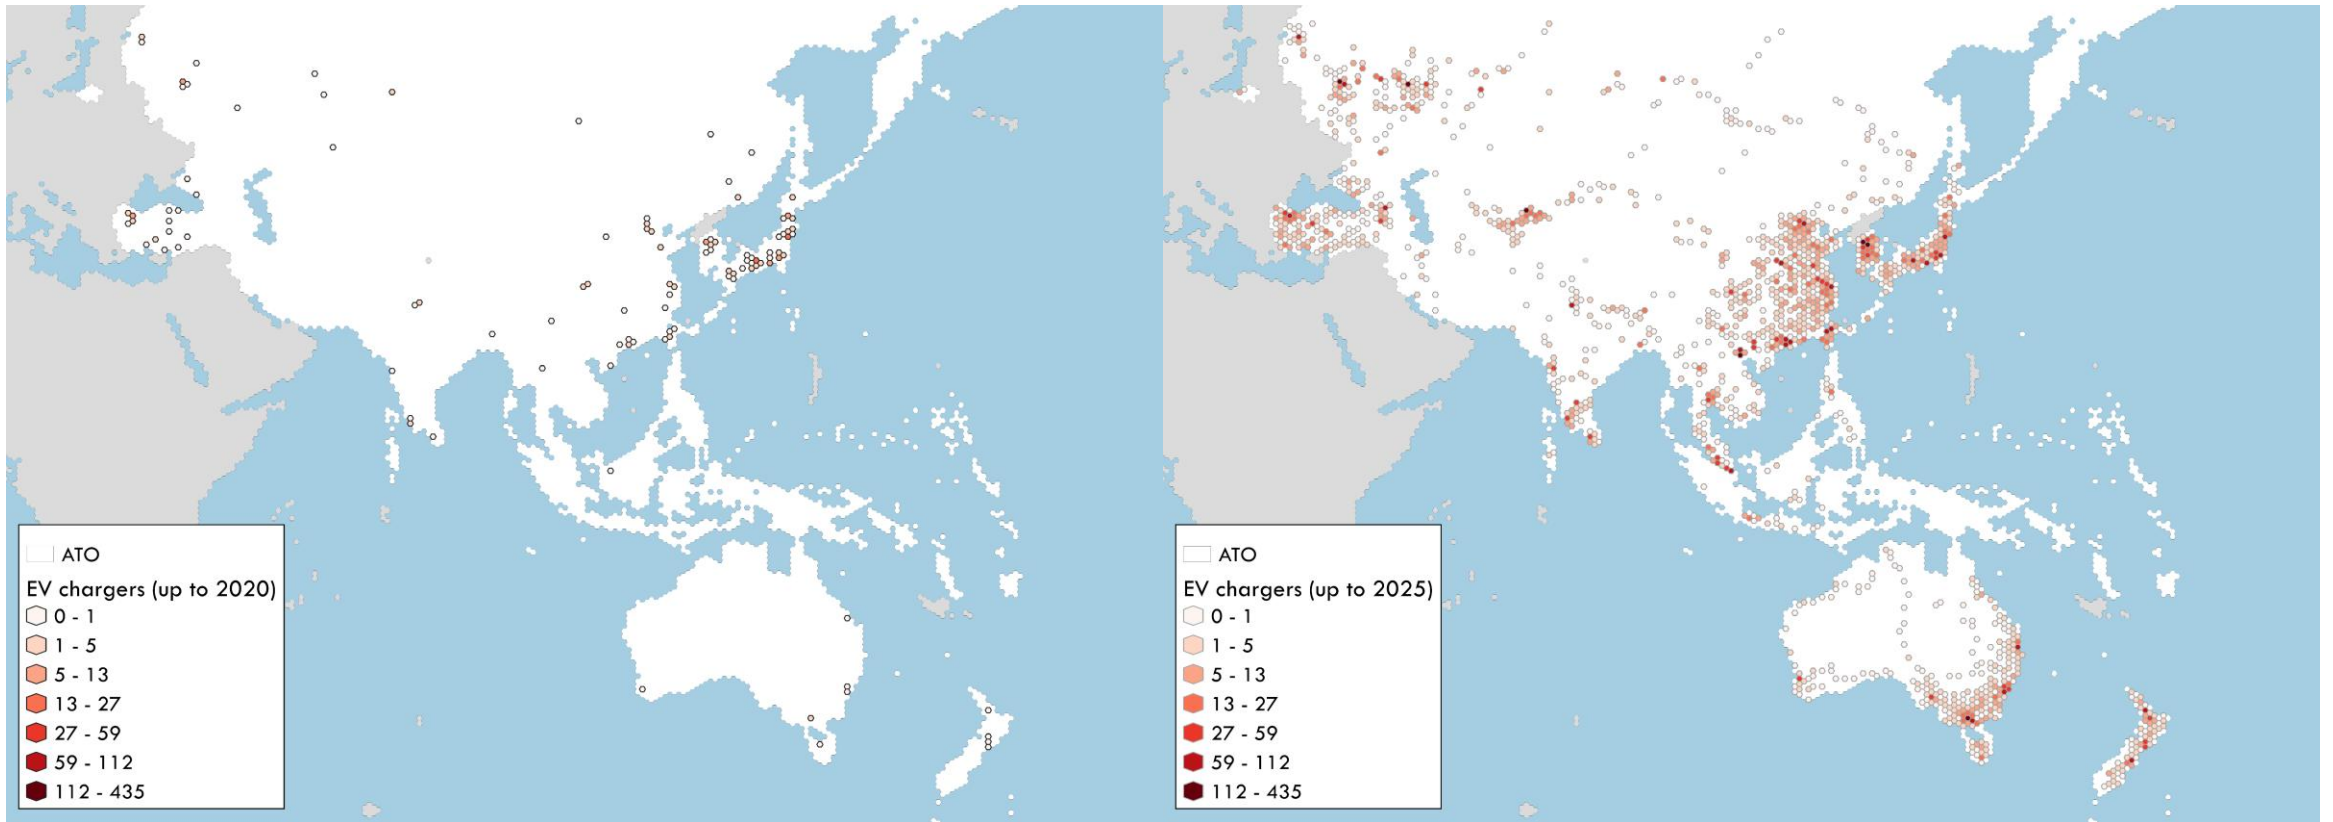 ATO
EV chargers (up to 2020)
0 - 1
1 - 5
5 - 13
13 - 27
27 - 59
59 - 112
112 - 435
ATO
EV chargers (up to 2025)
0 - 1
1 - 5
5 - 13
13 - 27
27 - 59
59 - 112
112 - 435